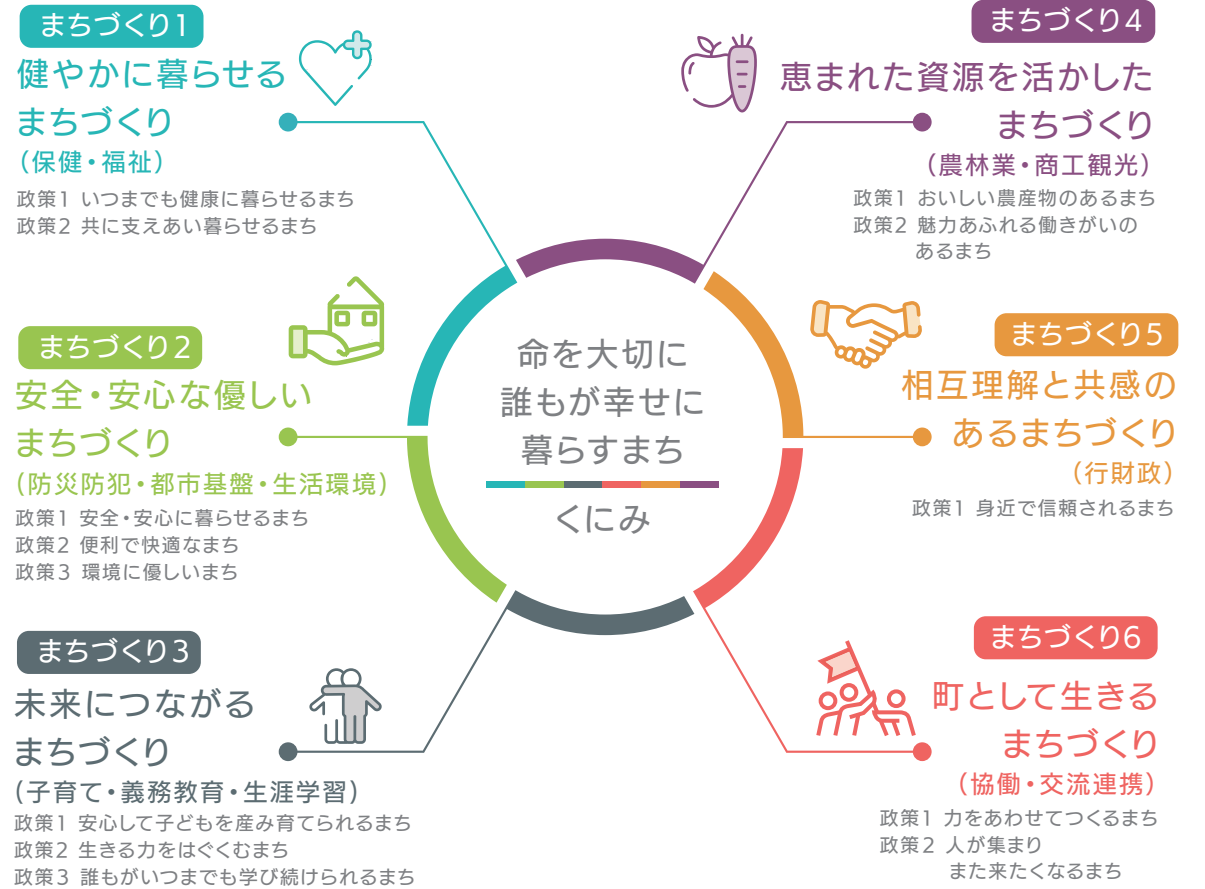 まちづくり1
健やかに暮らせる
まちづくり
（保健・福祉）
政策1 いつまでも健康に暮らせるまち
政策2 共に支えあい暮らせるまち
まちづくり2
安全・安心な優しい
まちづくり
（防災防犯・都市基盤・生活環境）
政策1 安全・安心に暮らせるまち
政策2 便利で快適なまち
政策3 環境に優しいまち
まちづくり3
未来につながる
まちづくり
（子育て・義務教育・生涯学習）
政策1 安心して子どもを産み育てられるまち
政策2 生きる力をはぐくむまち
政策3 誰もがいつまでも学び続けられるまち
命を大切に
誰もが幸せに
暮らすまち
くにみ
まちづくり4
恵まれた資源を活かした
まちづくり
（農林業・商工観光）
政策1 おいしい農産物のあるまち
政策2 魅力あふれる働きがいの
あるまち
まちづくり5
相互理解と共感の
あるまちづくり
（行財政）
政策1 身近で信頼されるまち
まちづくり6
町として生きる
まちづくり
（協働・交流連携）
政策1 力をあわせてつくるまち
政策2 人が集まり
また来たくなるまち